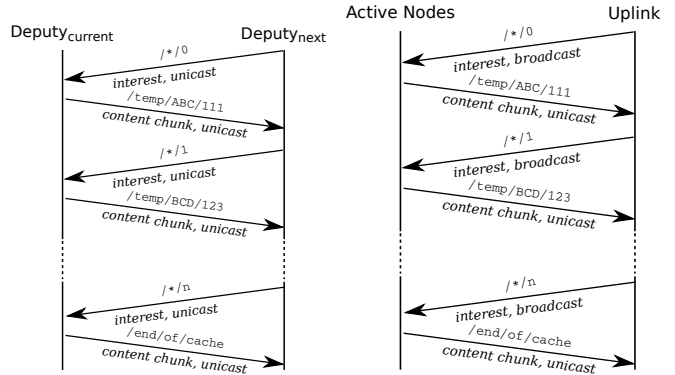 Deputycurrent
Deputynext
/*/0
interest, unicast
/temp/ABC/111
content chunk, unicast
/*/1
interest, unicast
/temp/BCD/123
content chunk, unicast
/*/n
interest, unicast
/end/of/cache
content chunk, unicast
Active Nodes
Uplink
/*/0
interest, broadcast
/temp/ABC/111
content chunk, unicast
/*/1
interest, broadcast
/temp/BCD/123
content chunk, unicast
/*/n
interest, broadcast
/end/of/cache
content chunk, unicast